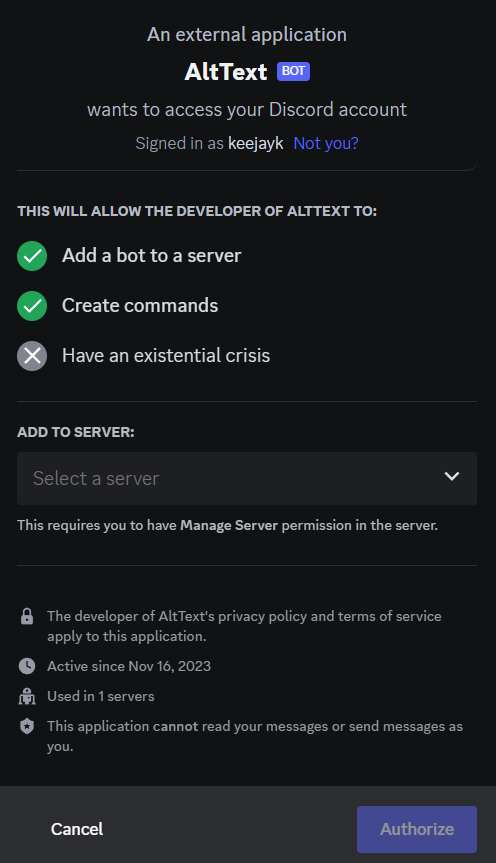 An external application
AltText BOT
wants to access your Discord account
Signed in as keejayk Not you?
THIS WILL ALLOW THE DEVELOPER OF ALTTEXT TO:
Add a bot to a server
Create commands
Have an existential crisis
ADD TO SERVER:
Select a server
This requires you to have Manage Server permission in the server.
The developer of AltText's privacy policy and terms of service
apply to this application.
Active since Nov 16, 2023
Used in 1 servers
This application cannot read your messages or send messages as
you.
Cancel
Authorize